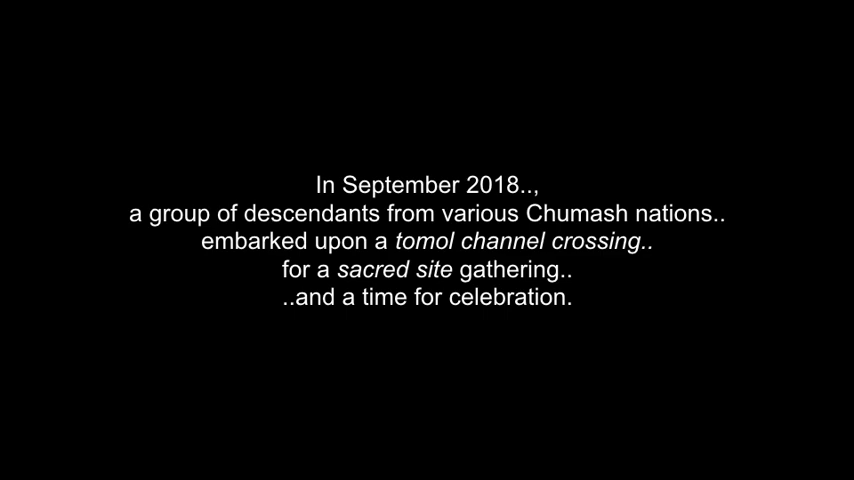 In September 2018..,
a group of descendants from various Chumash nations..
embarked upon a tomol channel crossing..
for a sacred site gathering..
..and a time for celebration.